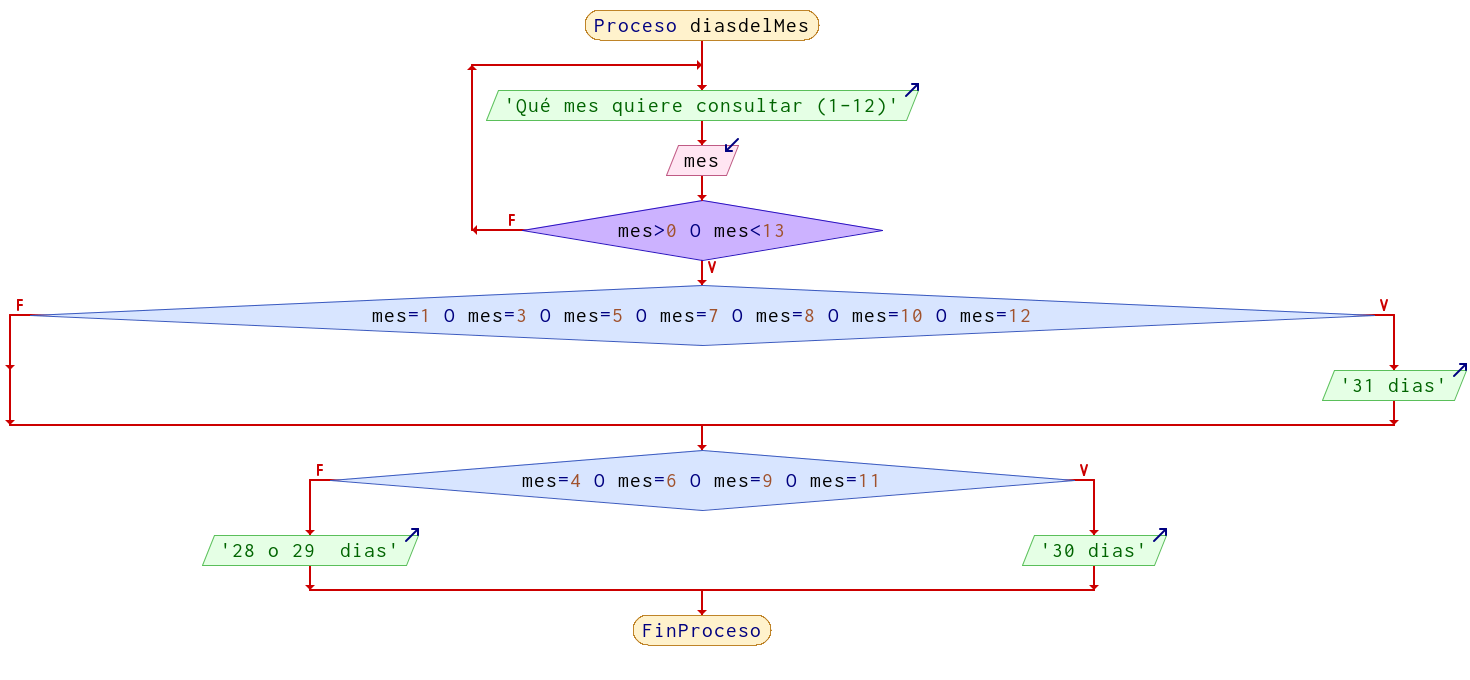 Proceso diasdelMes
'Qué mes quiere consultar (1-12)'
mes
F
mes>0 O mes<13
V
F
mes=1 O mes=3 O mes=5 O mes=7 O mes=8 O mes=10 O mes=12
V
'31 dias'
F
mes=4 O mes=6 O mes=9 O mes=11
V
'28 o 29  dias'
'30 dias'
FinProceso